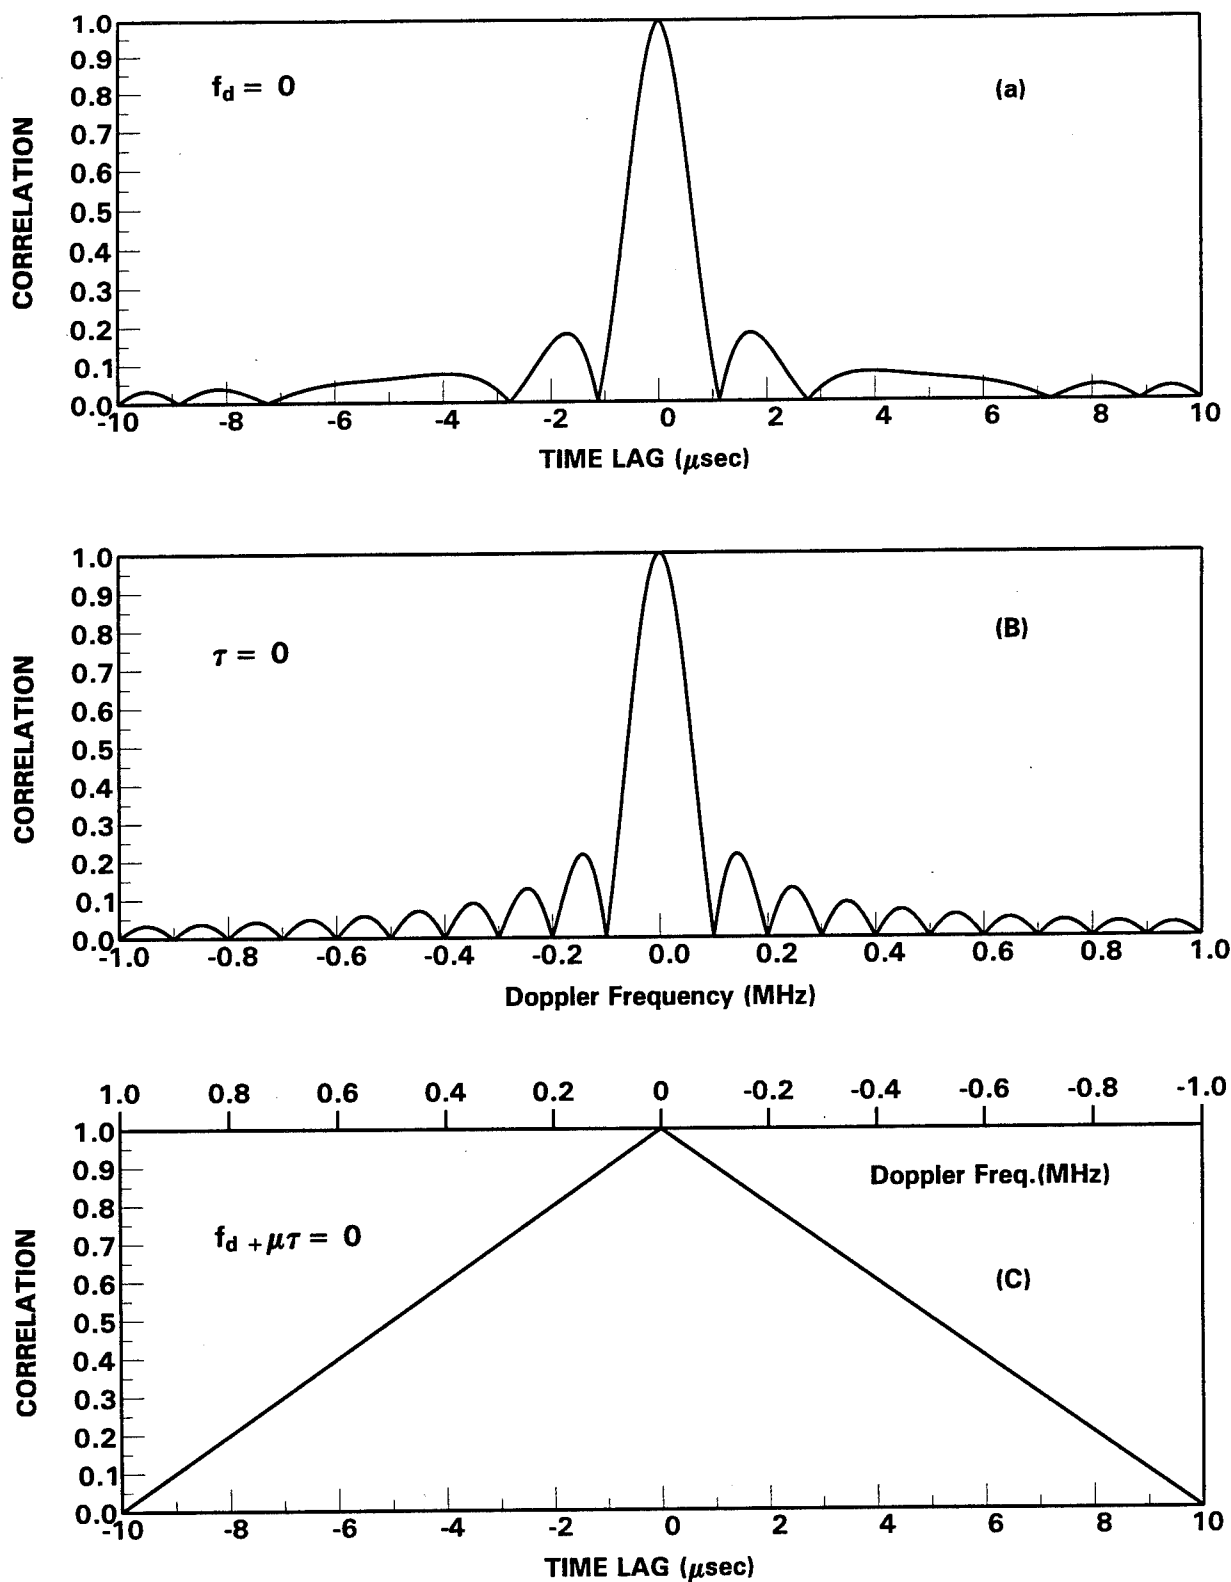 1.0
0.9
0.8
0.7
0.6
0.5
0.4
0.3
0.2
0.1
0.0
CORRELATION
f_d = 0
(a)
-10 -8 -6 -4 -2 0 2 4 6 8 10
TIME LAG (μsec)
1.0
0.9
0.8
0.7
0.6
0.5
0.4
0.3
0.2
0.1
0.0
CORRELATION
τ = 0
(B)
-1.0 -0.8 -0.6 -0.4 -0.2 0.0 0.2 0.4 0.6 0.8 1.0
Doppler Frequency (MHz)
1.0 0.8 0.6 0.4 0.2 0 -0.2 -0.4 -0.6 -0.8 -1.0
Doppler Freq.(MHz)
1.0
0.9
0.8
0.7
0.6
0.5
0.4
0.3
0.2
0.1
0.0
CORRELATION
f_d + μτ = 0
(C)
-10 -8 -6 -4 -2 0 2 4 6 8 10
TIME LAG (μsec)